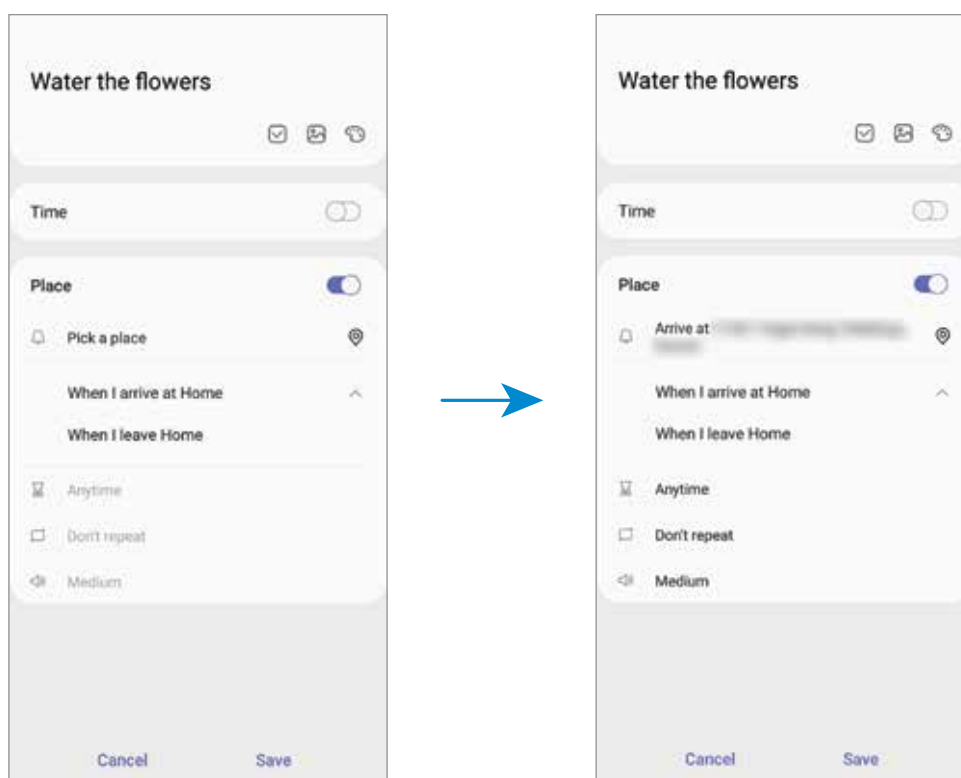 Water the flowers
Time
Place
Pick a place
When I arrive at Home
When I leave Home
Anytime
Don't repeat
Medium
Cancel Save
Water the flowers
Time
Place
Arrive at
When I arrive at Home
When I leave Home
Anytime
Don't repeat
Medium
Cancel Save